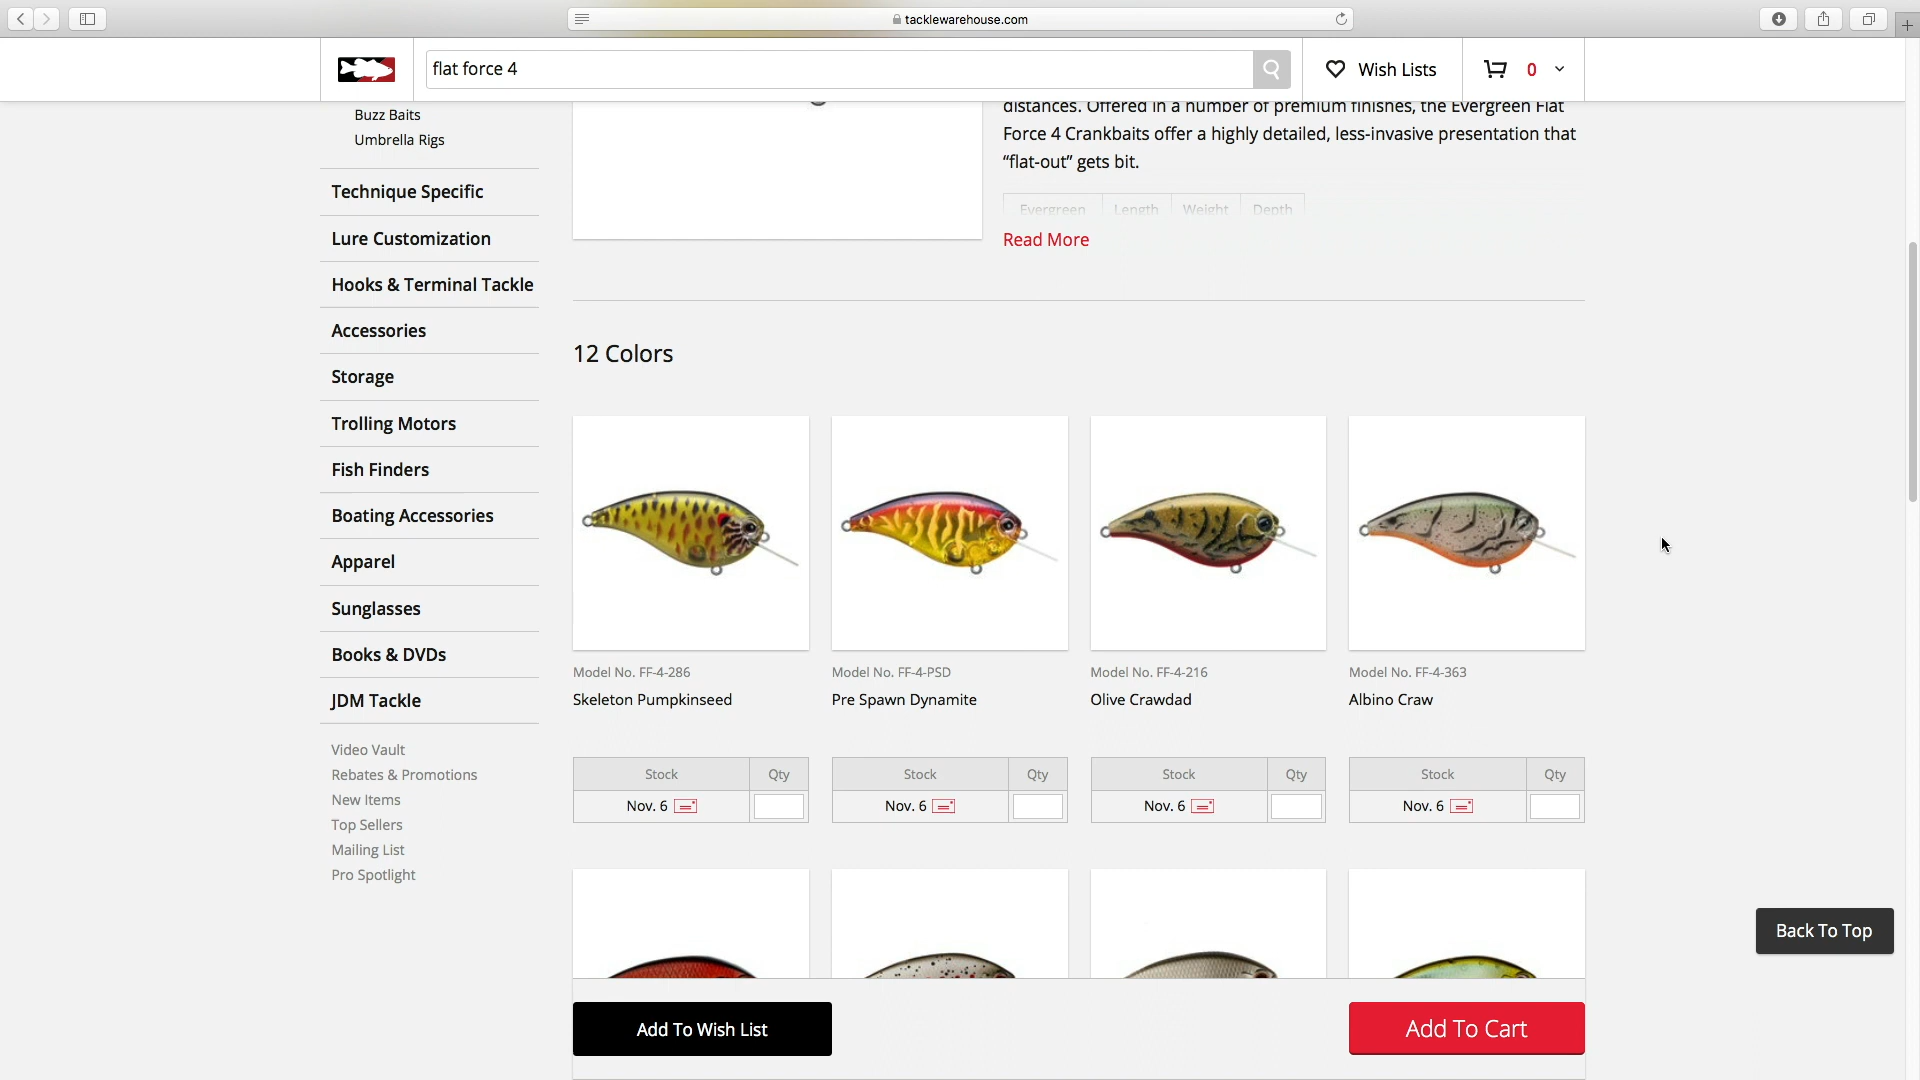 tacklewarehouse.com
flat force 4
Wish Lists
0
Buzz Baits
Umbrella Rigs
Technique Specific
Lure Customization
Hooks & Terminal Tackle
Accessories
Storage
Trolling Motors
Fish Finders
Boating Accessories
Apparel
Sunglasses
Books & DVDs
JDM Tackle
Video Vault
Rebates & Promotions
New Items
Top Sellers
Mailing List
Pro Spotlight
distances. Offered in a number of premium finishes, the Evergreen Flat
Force 4 Crankbaits offer a highly detailed, less-invasive presentation that
“flat-out” gets bit.
Evergreen Length Weight Depth
Read More
12 Colors
Model No. FF-4-286
Skeleton Pumpkinseed
Stock Qty
Nov. 6
Model No. FF-4-PSD
Pre Spawn Dynamite
Stock Qty
Nov. 6
Model No. FF-4-216
Olive Crawdad
Stock Qty
Nov. 6
Model No. FF-4-363
Albino Craw
Stock Qty
Nov. 6
Back To Top
Add To Wish List
Add To Cart